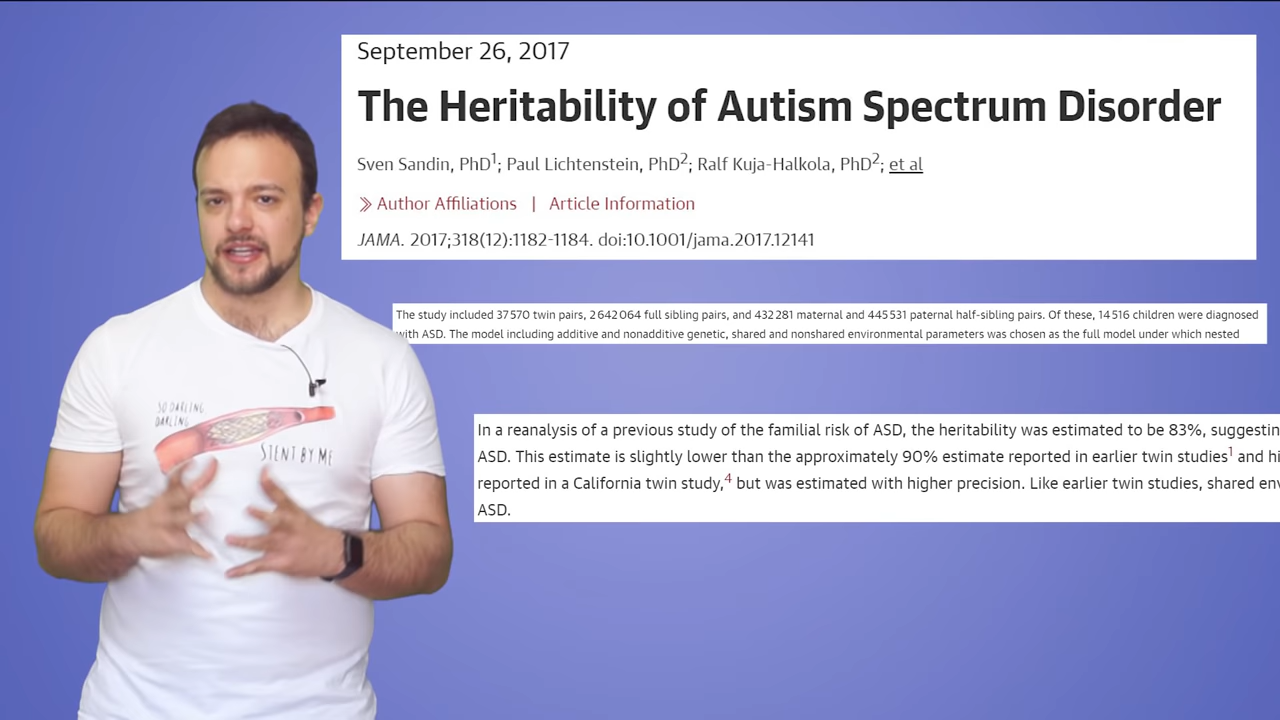 September 26, 2017
The Heritability of Autism Spectrum Disorder
Sven Sandin, PhD1; Paul Lichtenstein, PhD2; Ralf Kuja-Halkola, PhD2; et al
Author Affiliations | Article Information
JAMA. 2017;318(12):1182-1184. doi:10.1001/jama.2017.12141
The study included 37570 twin pairs, 2642064 full sibling pairs, and 432281 maternal and 445531 paternal half-sibling pairs. Of these, 14516 children were diagnosed
with ASD. The model including additive and nonadditive genetic, shared and nonshared environmental parameters was chosen as the full model under which nested
SO DARLING
DARLING
STENT BY ME
In a reanalysis of a previous study of the familial risk of ASD, the heritability was estimated to be 83%, suggestin
ASD. This estimate is slightly lower than the approximately 90% estimate reported in earlier twin studies1 and hi
reported in a California twin study,4 but was estimated with higher precision. Like earlier twin studies, shared env
ASD.